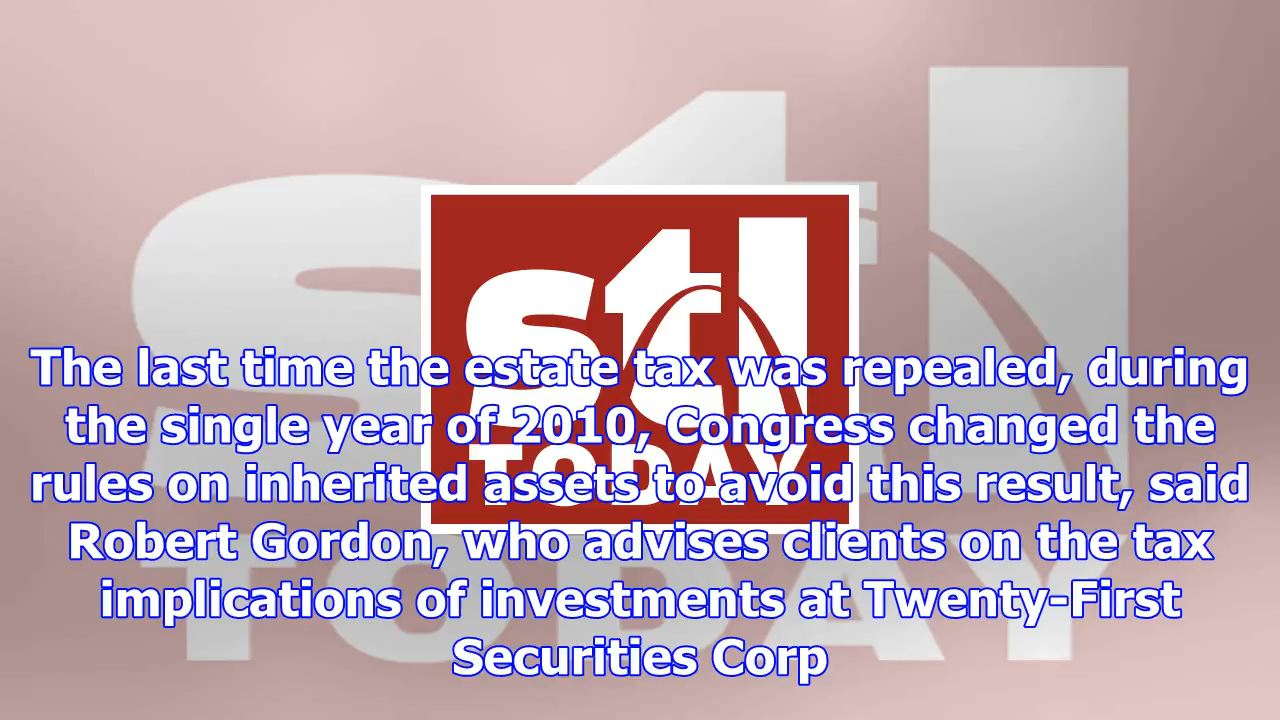 stl
TODAY
The last time the estate tax was repealed, during
the single year of 2010, Congress changed the
rules on inherited assets to avoid this result, said
Robert Gordon, who advises clients on the tax
implications of investments at Twenty-First
Securities Corp